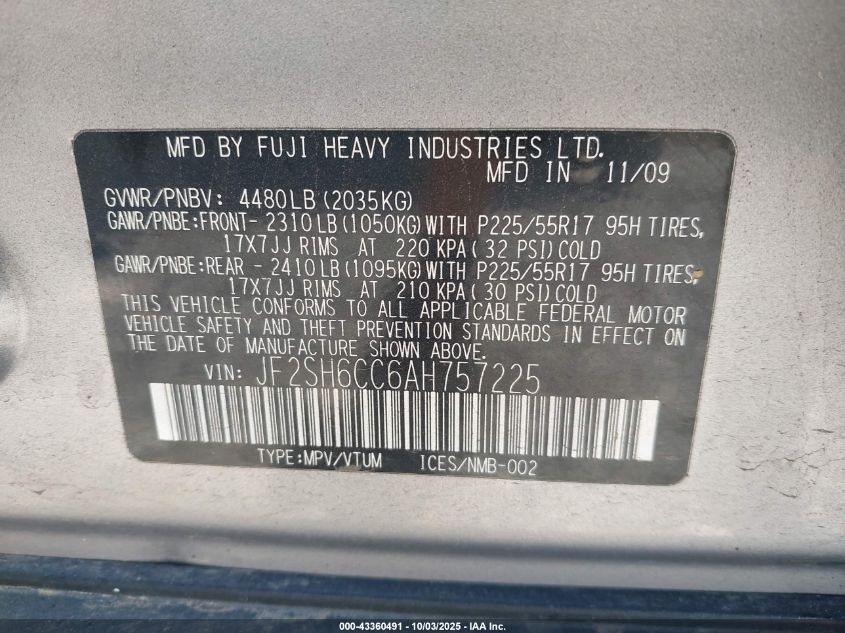 MFD BY FUJI HEAVY INDUSTRIES LTD.
MFD IN 11/09
GVWR/PNBV: 4480LB(2035KG)
GAWR/PNBE:FRONT- 2310LB(1050KG)WITH P225/55R17 95H TIRES,
17X7JJ RIMS AT 220 KPA(32 PSI)COLD
GAWR/PNBE:REAR - 2410LB(1095KG)WITH P225/55R17 95H TIRES,
17X7JJ RIMS AT 210 KPA(30 PSI)COLD
THIS VEHICLE CONFORMS TO ALL APPLICABLE FEDERAL MOTOR
VEHICLE SAFETY AND THEFT PREVENTION STANDARDS IN EFFECT ON
THE DATE OF MANUFACTURE SHOWN ABOVE.
VIN: JF2SH6CC6AH757225
TYPE:MPV/VTUM ICES/NMB-002
000-43360491 - 10/03/2025 - IAA Inc.